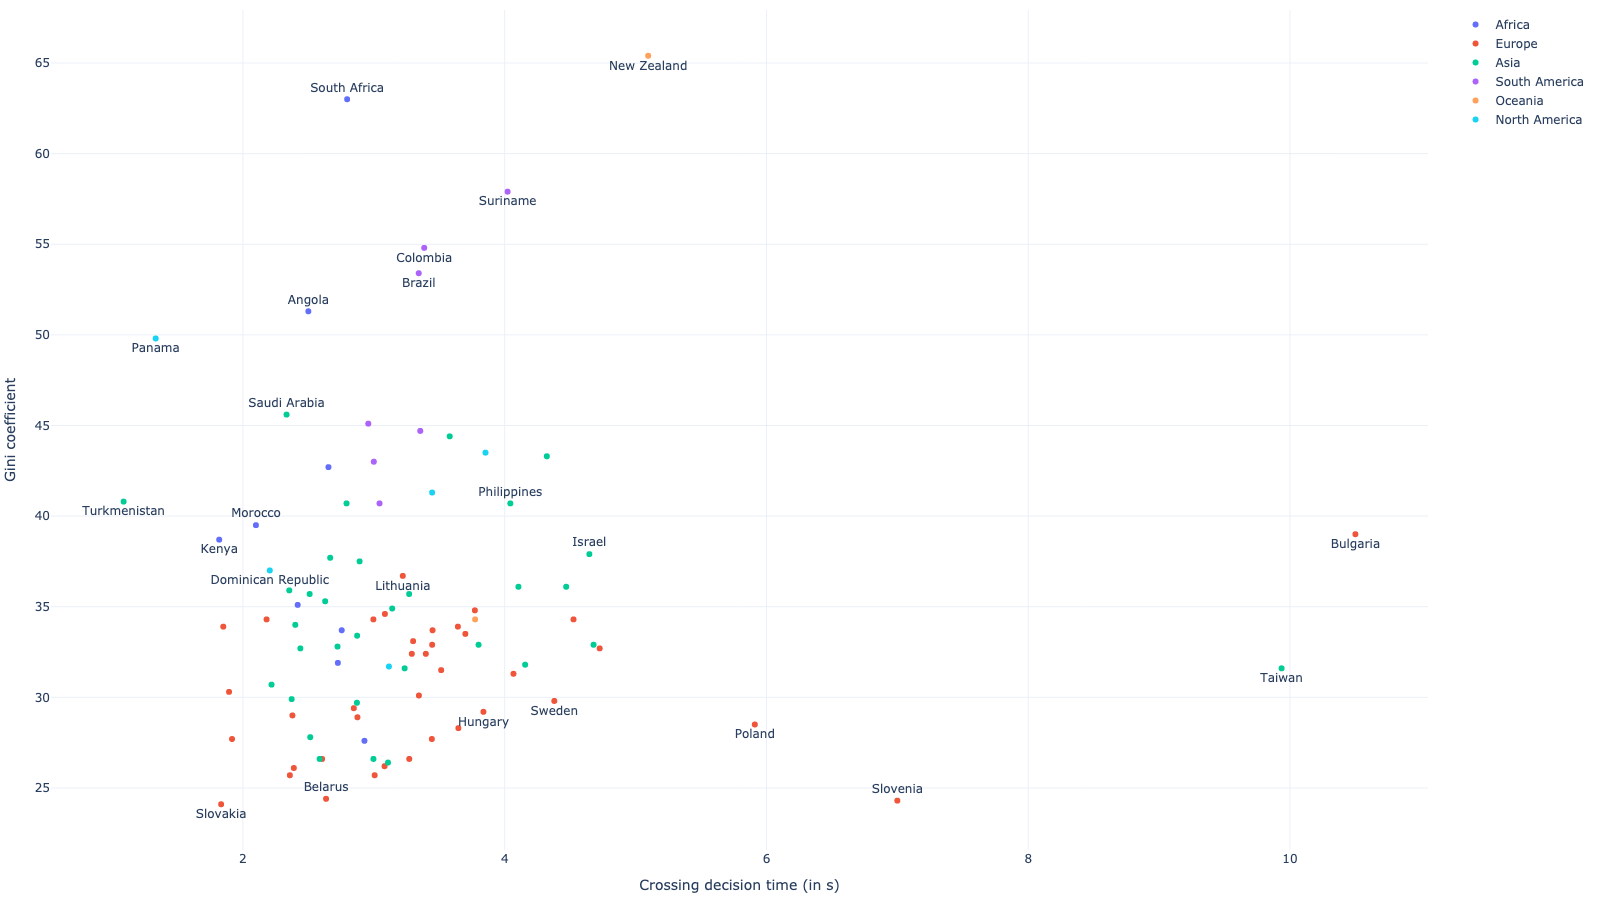 Africa
Europe
Asia
South America
Oceania
North America
65
60
55
50
45
40
35
30
25
Gini coefficient
New Zealand
South Africa
Suriname
Colombia
Brazil
Angola
Panama
Saudi Arabia
Philippines
Turkmenistan
Morocco
Kenya
Israel
Bulgaria
Dominican Republic
Lithuania
Taiwan
Sweden
Hungary
Poland
Belarus
Slovenia
Slovakia
2
4
6
8
10
Crossing decision time (in s)